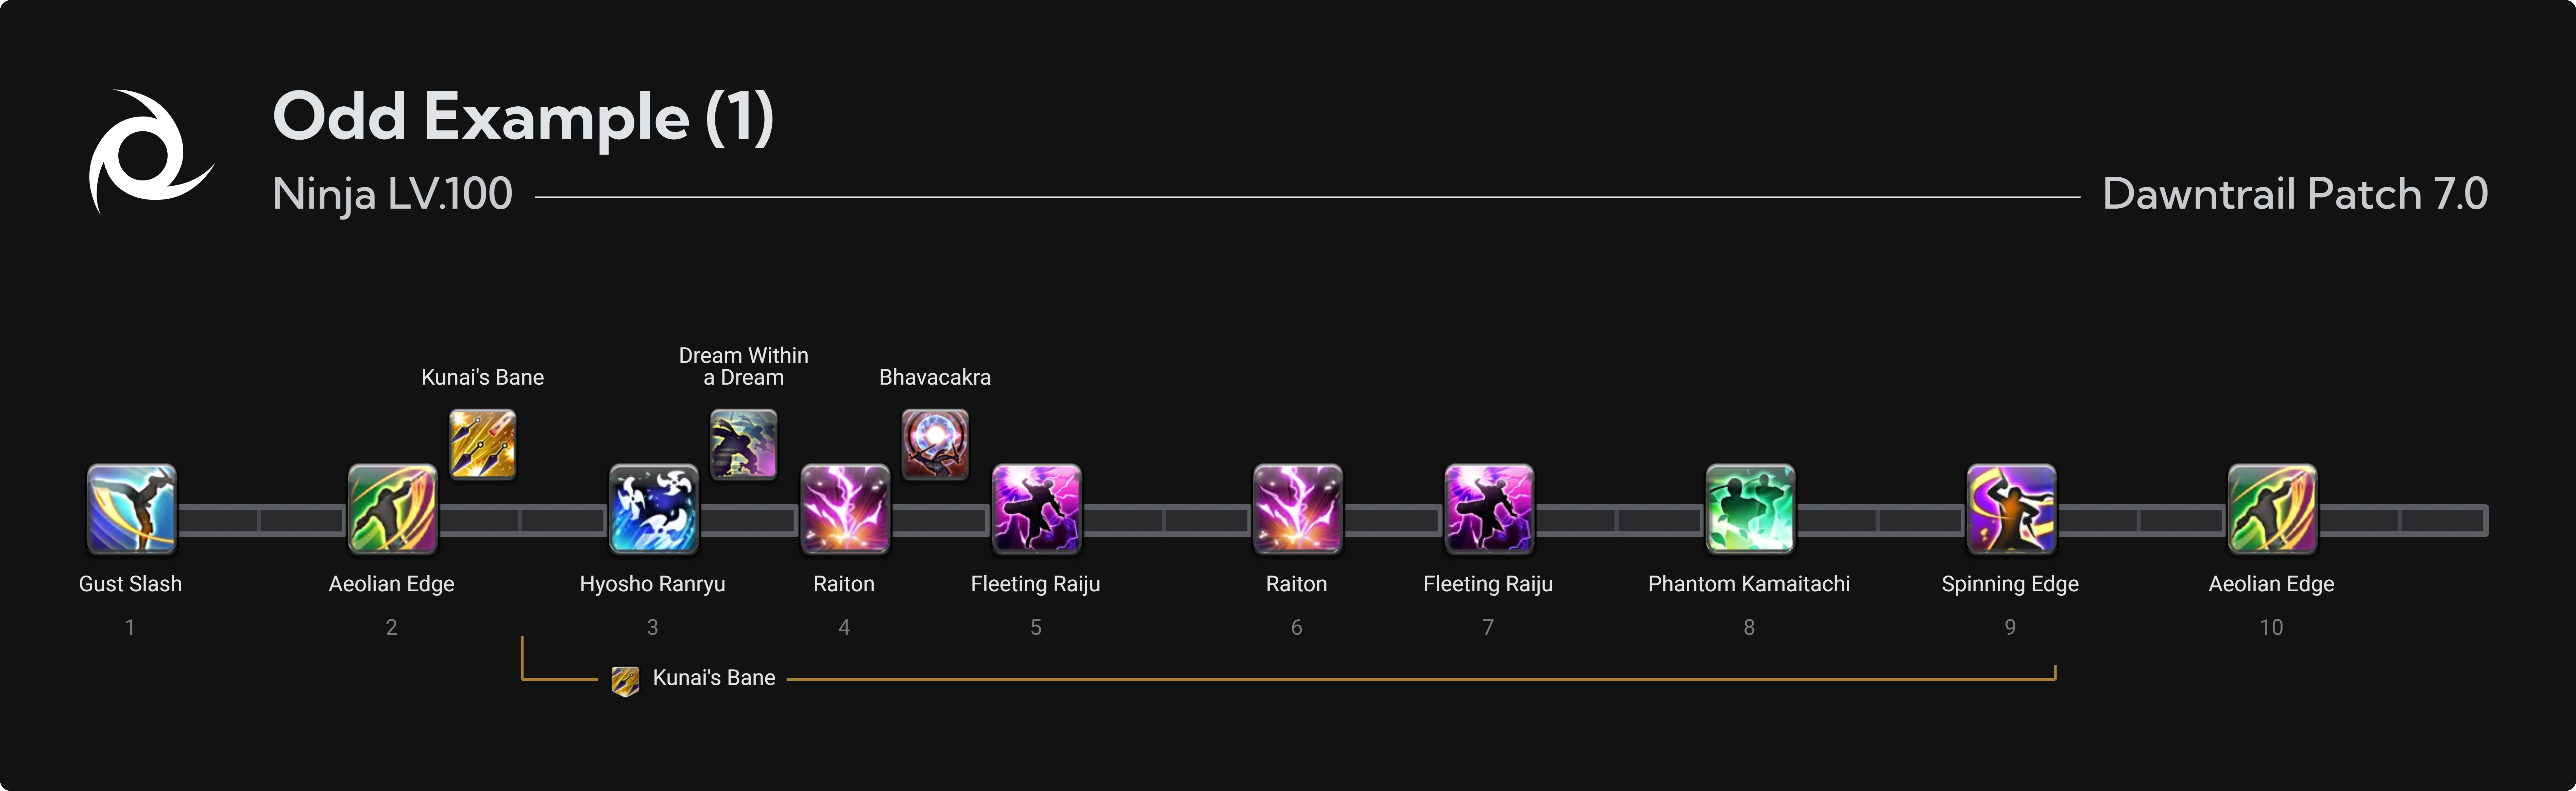 Odd Example (1)
Ninja LV.100
Dawntrail Patch 7.0
Kunai's Bane
Dream Within
a Dream
Bhavacakra
Gust Slash
Aeolian Edge
Hyosho Ranryu
Raiton
Fleeting Raiju
Raiton
Fleeting Raiju
Phantom Kamaitachi
Spinning Edge
Aeolian Edge
1
2
3
4
5
6
7
8
9
10
Kunai's Bane